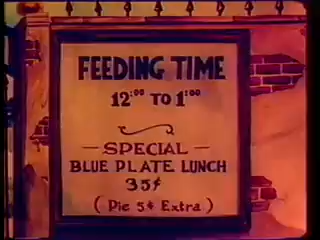 FEEDING TIME
12:00 TO 1:00
— SPECIAL —
BLUE PLATE LUNCH
35¢
( Pie 5¢ Extra )